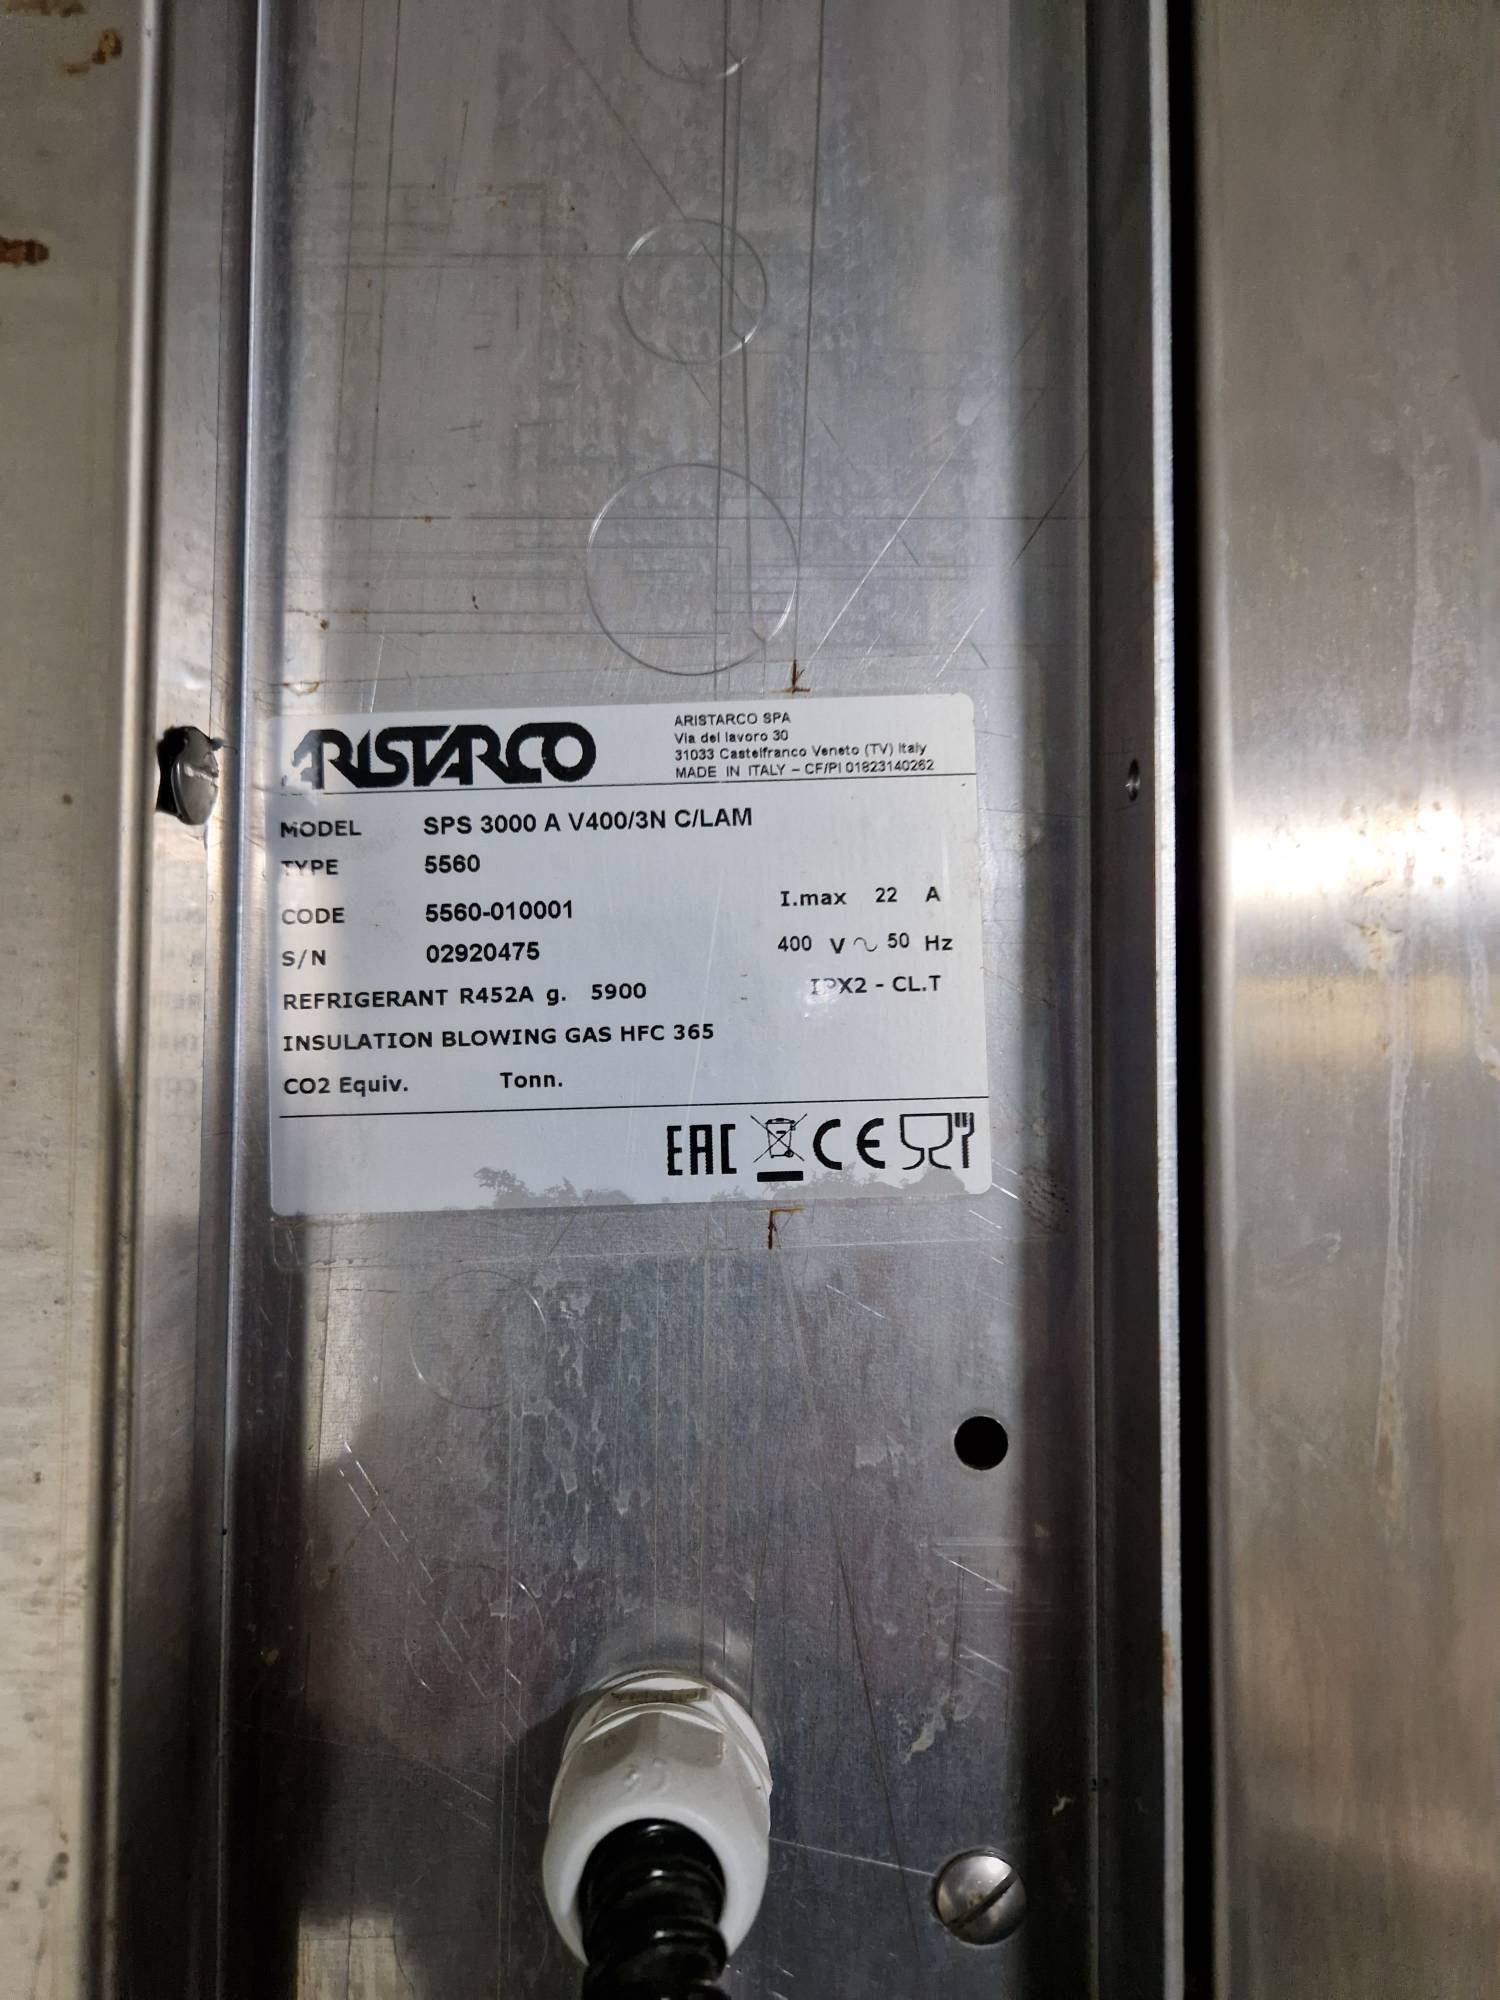 ARISTARCO
ARISTARCO SPA
Via del lavoro 30
31033 Castelfranco Veneto (TV) Italy
MADE IN ITALY – CF/PI 01823140262
MODEL SPS 3000 A V400/3N C/LAM
TYPE 5560
CODE 5560-010001
I.max 22 A
S/N 02920475
400 V ~ 50 Hz
REFRIGERANT R452A g. 5900
IPX2 - CL.T
INSULATION BLOWING GAS HFC 365
CO2 Equiv. Tonn.
EAC CE